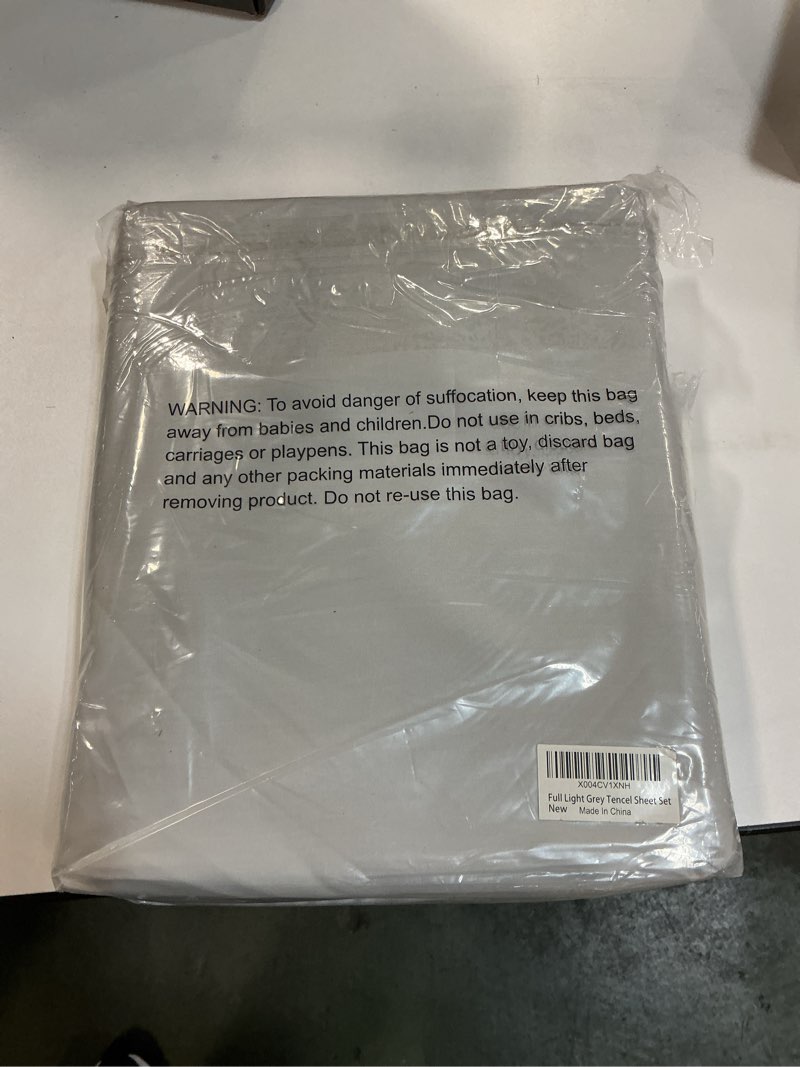 WARNING: To avoid danger of suffocation, keep this bag
away from babies and children.Do not use in cribs, beds,
carriages or playpens. This bag is not a toy, discard bag
and any other packing materials immediately after
removing product. Do not re-use this bag.
X004CV1XNH
Full Light Grey Tencel Sheet Set
New Made In China